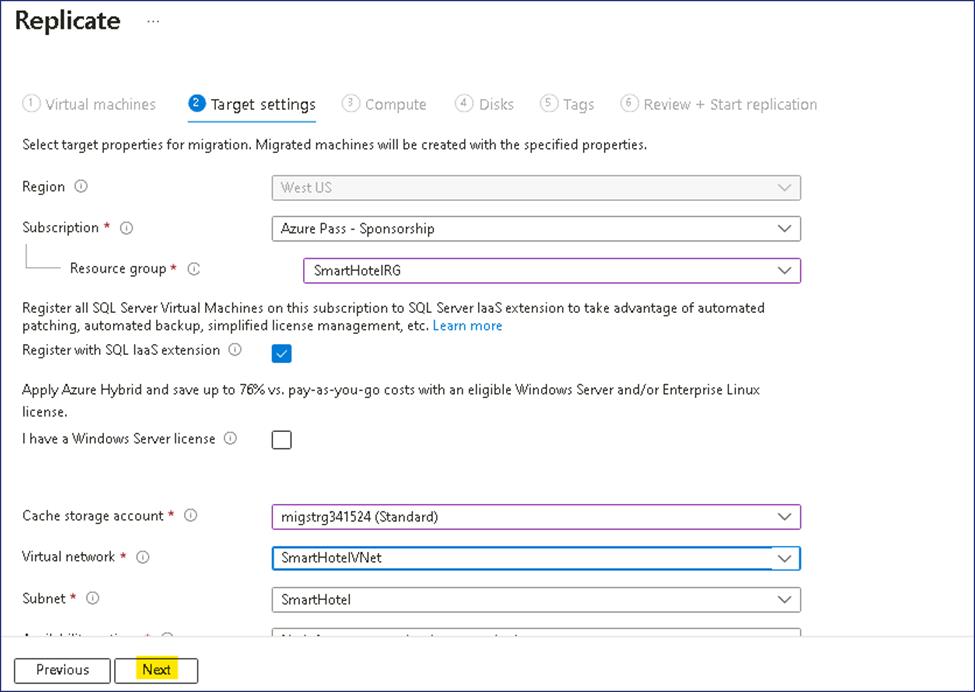 Replicate ...
1 Virtual machines 2 Target settings 3 Compute 4 Disks 5 Tags 6 Review + Start replication
Select target properties for migration. Migrated machines will be created with the specified properties.
Region West US
Subscription * Azure Pass - Sponsorship
Resource group * SmartHotelRG
Register all SQL Server Virtual Machines on this subscription to SQL Server IaaS extension to take advantage of automated
patching, automated backup, simplified license management, etc. Learn more
Register with SQL IaaS extension
Apply Azure Hybrid and save up to 76% vs. pay-as-you-go costs with an eligible Windows Server and/or Enterprise Linux
license.
I have a Windows Server license
Cache storage account * migstrg341524 (Standard)
Virtual network * SmartHotelVNet
Subnet * SmartHotel
Previous Next